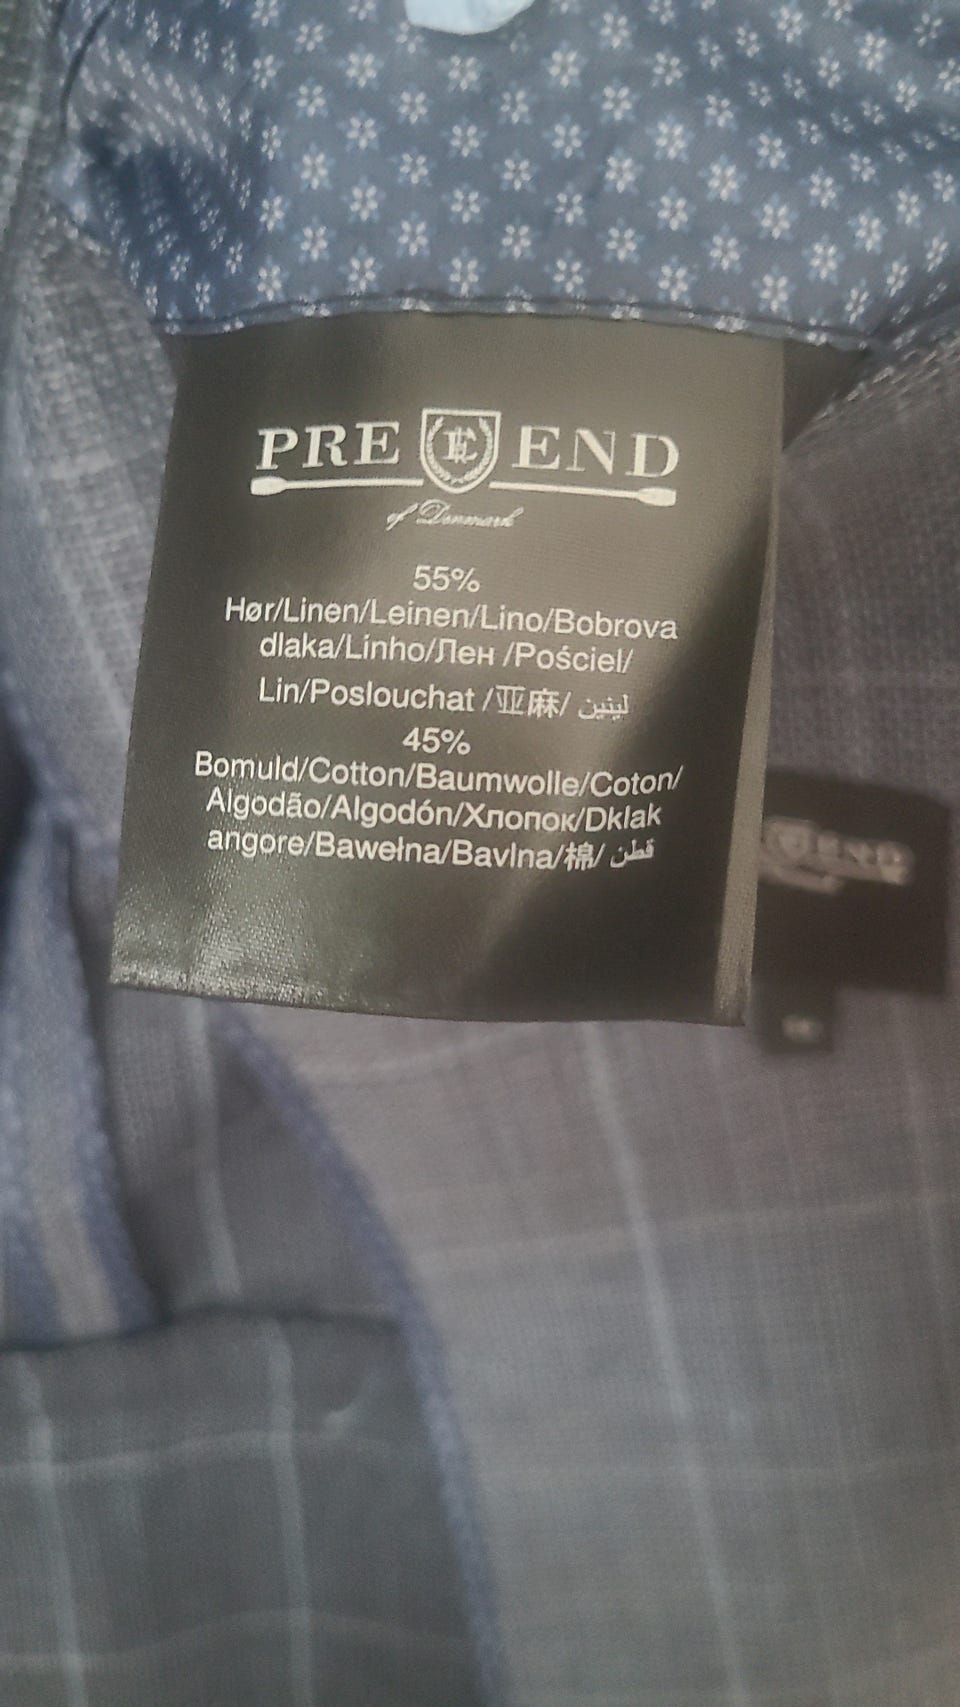 PRE END
of Denmark
55%
Hør/Linen/Leinen/Lino/Bobrova
dlaka/Linho/Лен /Pościel/
Lin/Poslouchat /亚麻/ لينين
45%
Bomuld/Cotton/Baumwolle/Coton/
Algodão/Algodón/Хлопок/Dklak
angore/Bawełna/Bavlna/棉/ قطن
END